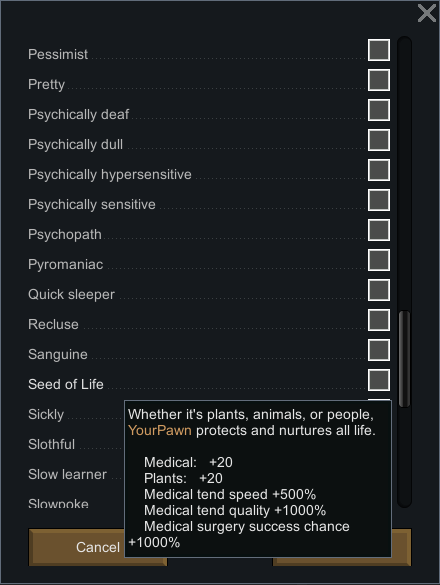 Pessimist
Pretty
Psychically deaf
Psychically dull
Psychically hypersensitive
Psychically sensitive
Psychopath
Pyromaniac
Quick sleeper
Recluse
Sanguine
Seed of Life
Sickly
Slothful
Slow learner
Slowpoke
Whether it's plants, animals, or people,
YourPawn protects and nurtures all life.
Medical: +20
Plants: +20
Medical tend speed +500%
Medical tend quality +1000%
Medical surgery success chance
+1000%
Cancel